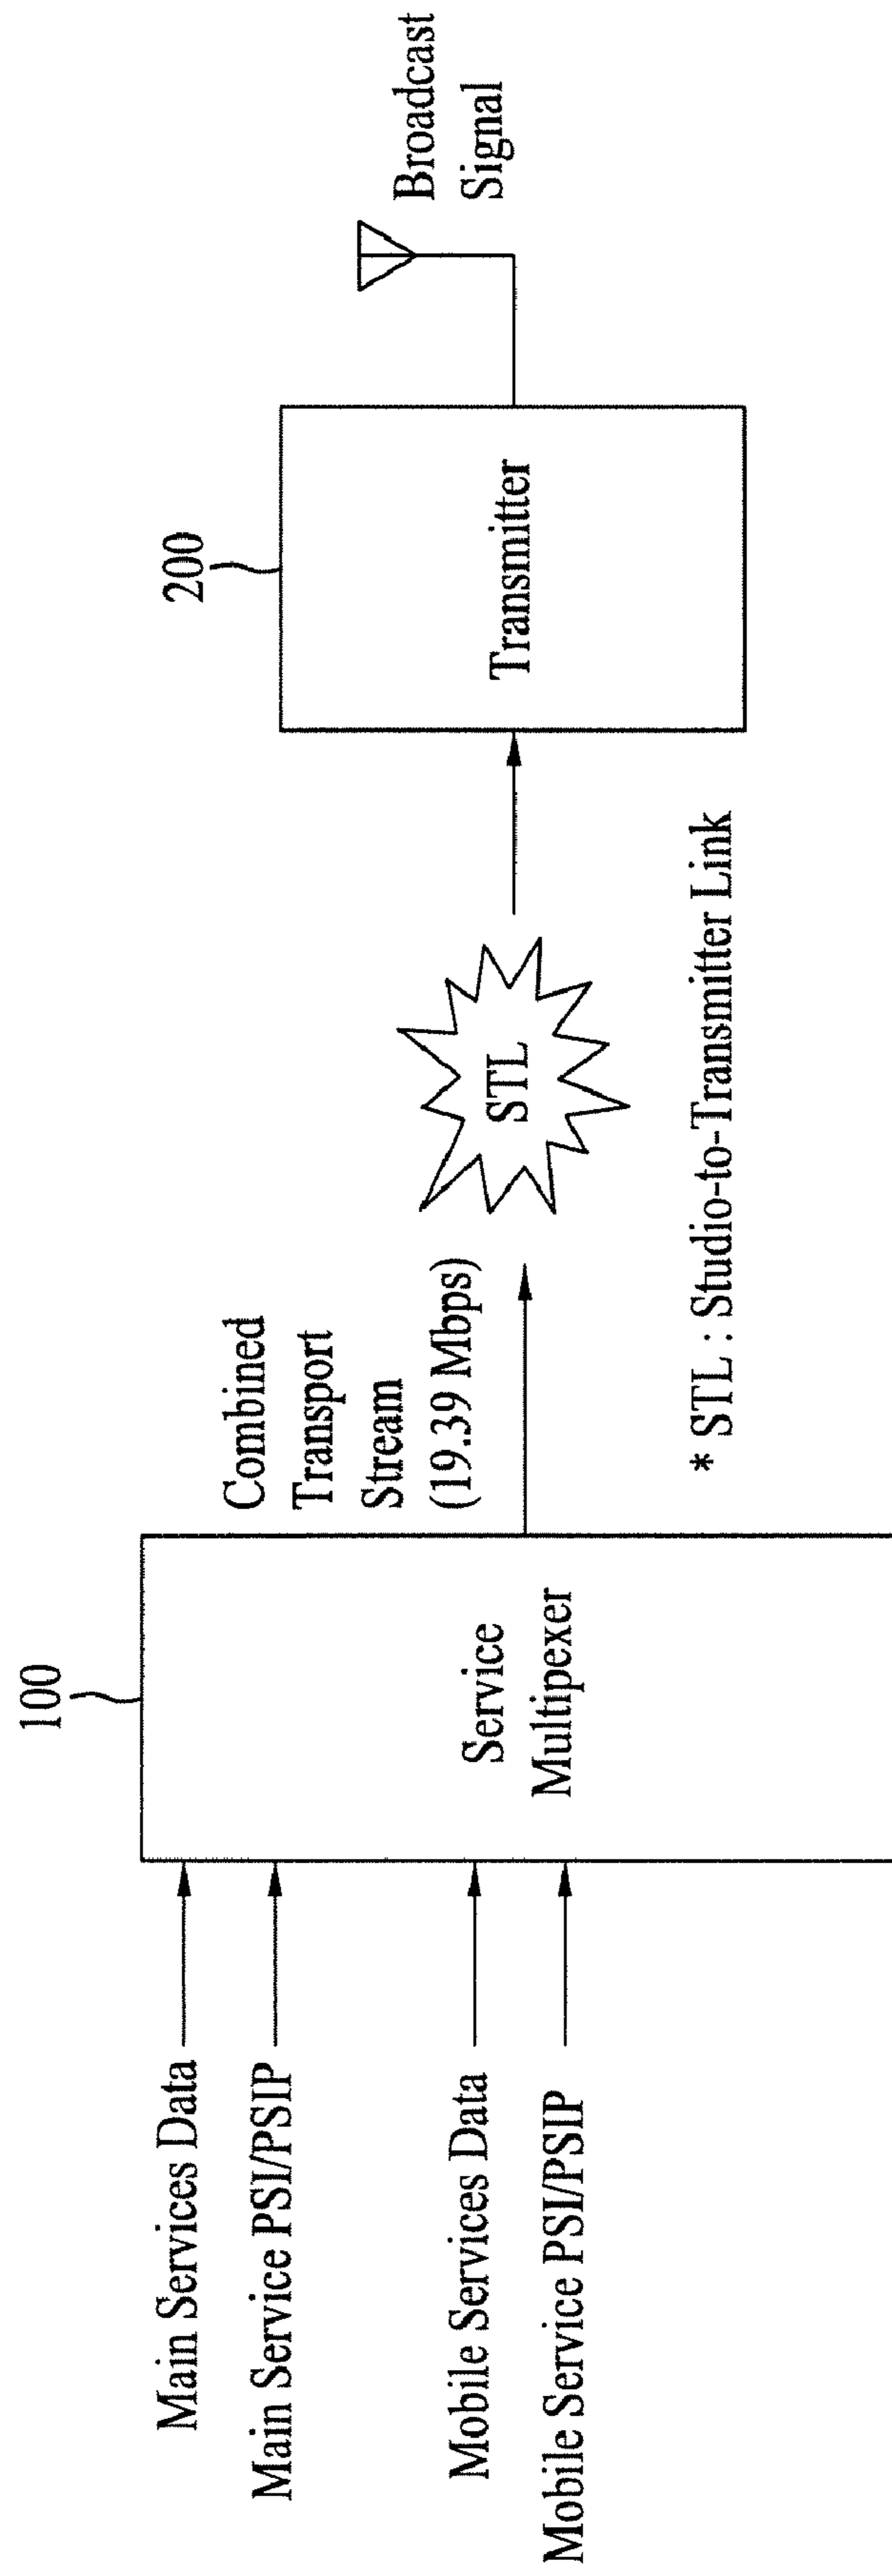 Main Services Data
Main Service PSI/PSIP
Mobile Services Data
Mobile Service PSI/PSIP
100
Service
Multipexer
Combined
Transport
Stream
(19.39 Mbps)
STL
* STL : Studio-to-Transmitter Link
200
Transmitter
Broadcast
Signal